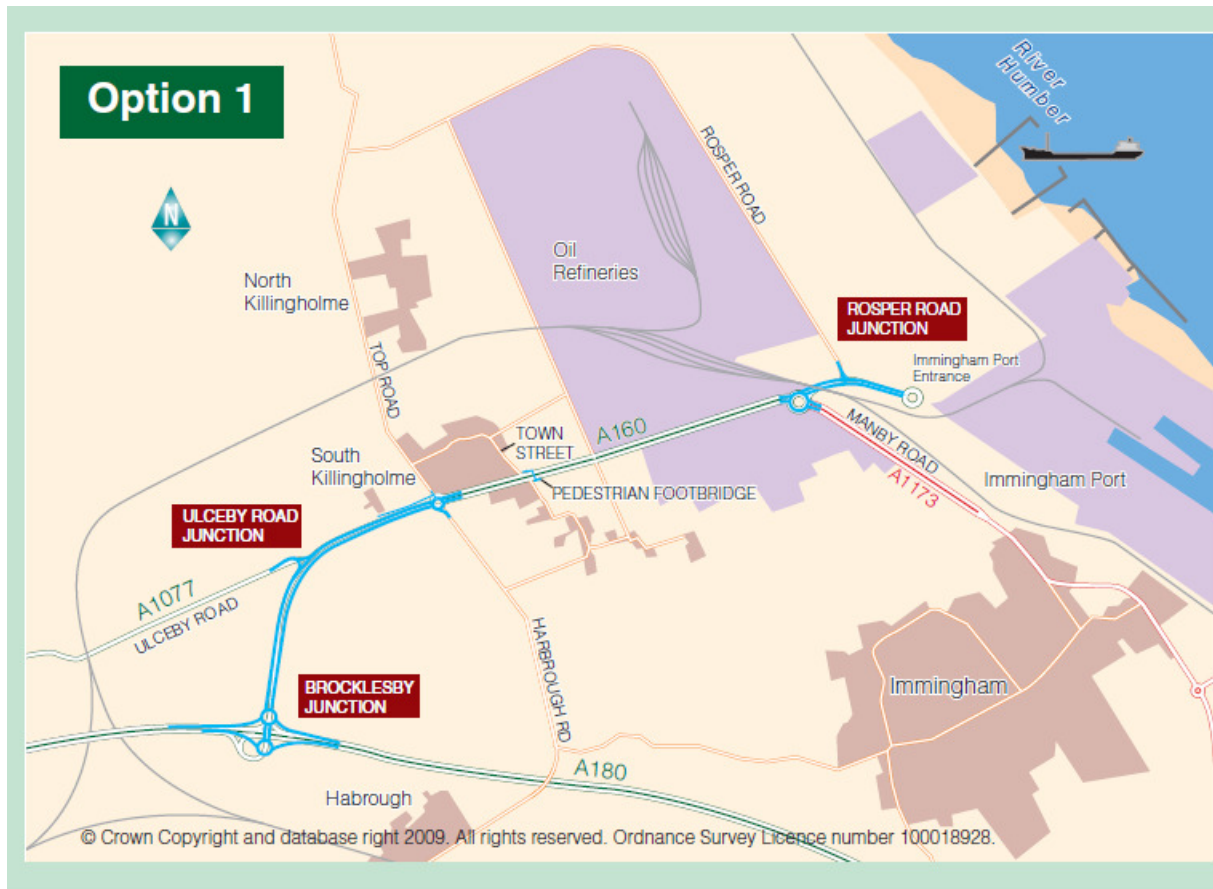 Option 1
N
River
Humber
ROSPER ROAD
Oil
Refineries
North
Killingholme
ROSPER ROAD
JUNCTION
Immingham Port
Entrance
TOP ROAD
A160
TOWN
STREET
MANBY ROAD
A1173
South
Killingholme
PEDESTRIAN FOOTBRIDGE
Immingham Port
ULCEBY ROAD
JUNCTION
A1077
ULCEBY ROAD
HARBROUGH RD
BROCKLESBY
JUNCTION
Immingham
A180
Habrough
© Crown Copyright and database right 2009. All rights reserved. Ordnance Survey Licence number 100018928.